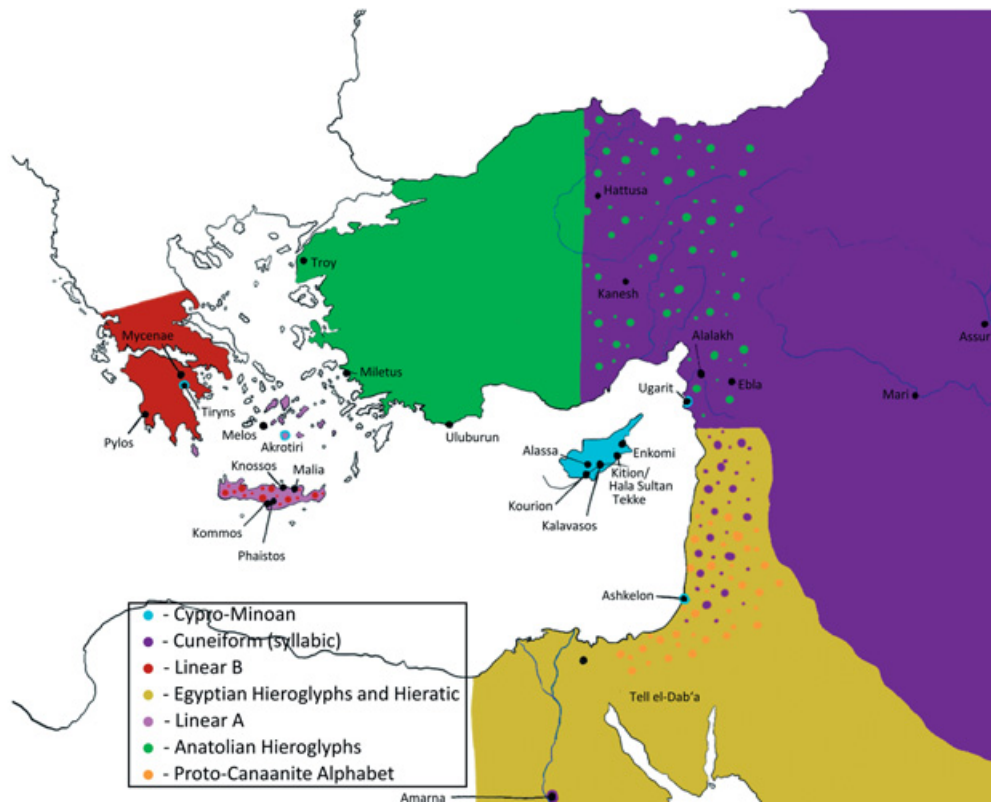 Hattusa
Troy
Kanesh
Assur
Mycenae
Alalakh
Miletus
Ebla
Mari
Ugarit
Tiryns
Pylos
Melos
Uluburun
Akrotiri
Alassa
Enkomi
Knossos
Malia
Kition/
Hala Sultan
Tekke
Kourion
Kalavasos
Kommos
Phaistos
Ashkelon
- Cypro-Minoan
- Cuneiform (syllabic)
- Linear B
- Egyptian Hieroglyphs and Hieratic
- Linear A
- Anatolian Hieroglyphs
- Proto-Canaanite Alphabet
Tell el-Dab‘a
Amarna